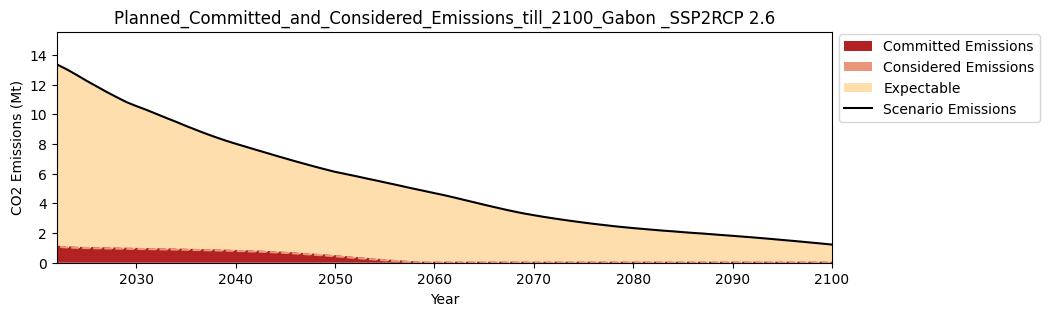 Planned_Committed_and_Considered_Emissions_till_2100_Gabon _SSP2RCP 2.6
Committed Emissions
Considered Emissions
Expectable
Scenario Emissions
CO2 Emissions (Mt)
14
12
10
8
6
4
2
0
2030 2040 2050 2060 2070 2080 2090 2100
Year